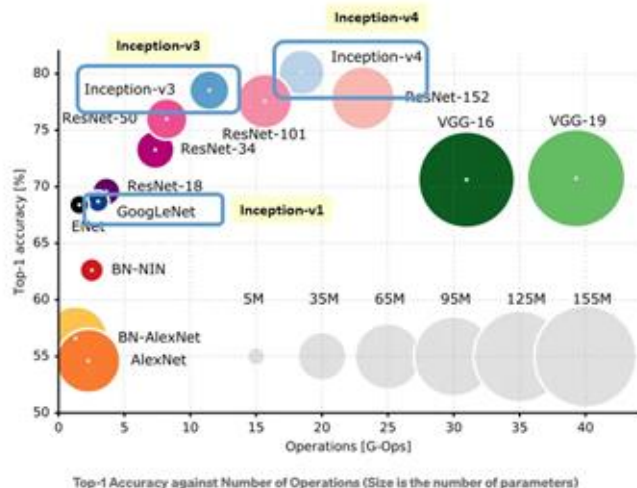 Inception-v4
Inception-v3
80
75
70
65
60
55
50
Top-1 accuracy [%]
Inception-v3
Inception-v4
ResNet-50
ResNet-101
ResNet-152
ResNet-34
VGG-16
VGG-19
ResNet-18
GoogLeNet
Inception-v1
ENet
BN-NIN
5M 35M 65M 95M 125M 155M
BN-AlexNet
AlexNet
0 5 10 15 20 25 30 35 40
Operations [G-Ops]
Top-1 Accuracy against Number of Operations (Size is the number of parameters)